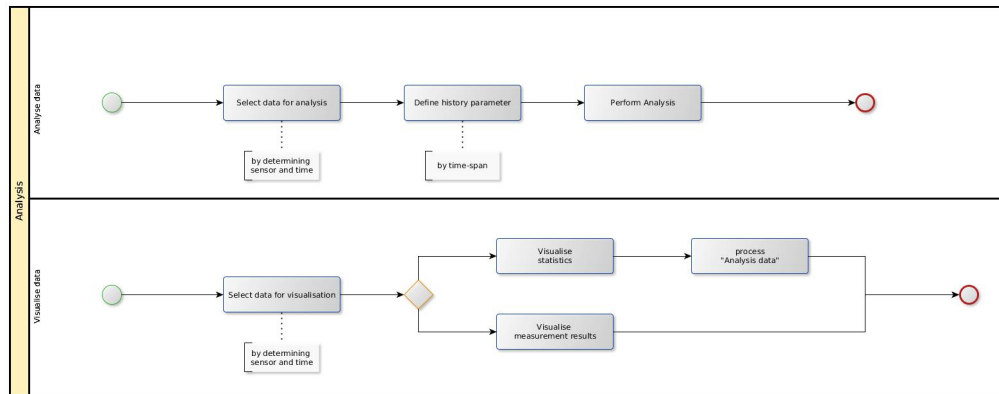 Analysis
Analyse data
Select data for analysis
Define history parameter
Perform Analysis
by determining
sensor and time
by time-span
Visualise data
Select data for visualisation
Visualise
statistics
process
"Analysis data"
Visualise
measurement results
by determining
sensor and time